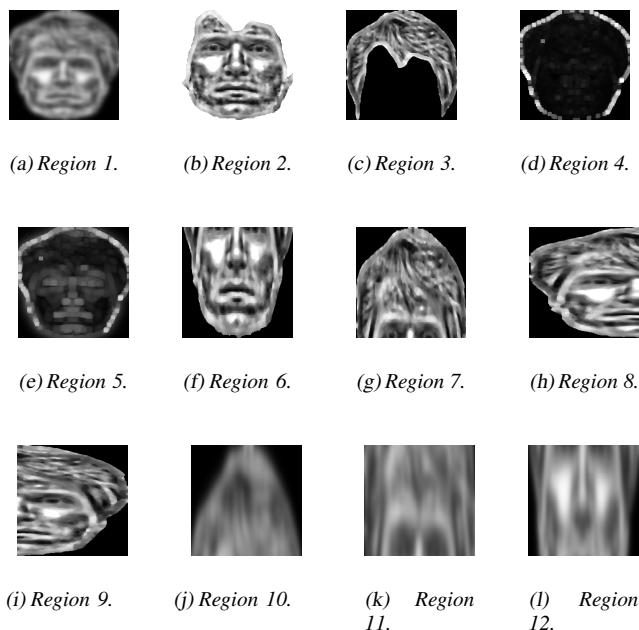 (a) Region 1.
(b) Region 2.
(c) Region 3.
(d) Region 4.
(e) Region 5.
(f) Region 6.
(g) Region 7.
(h) Region 8.
(i) Region 9.
(j) Region 10.
(k) Region
11.
(l) Region
12.